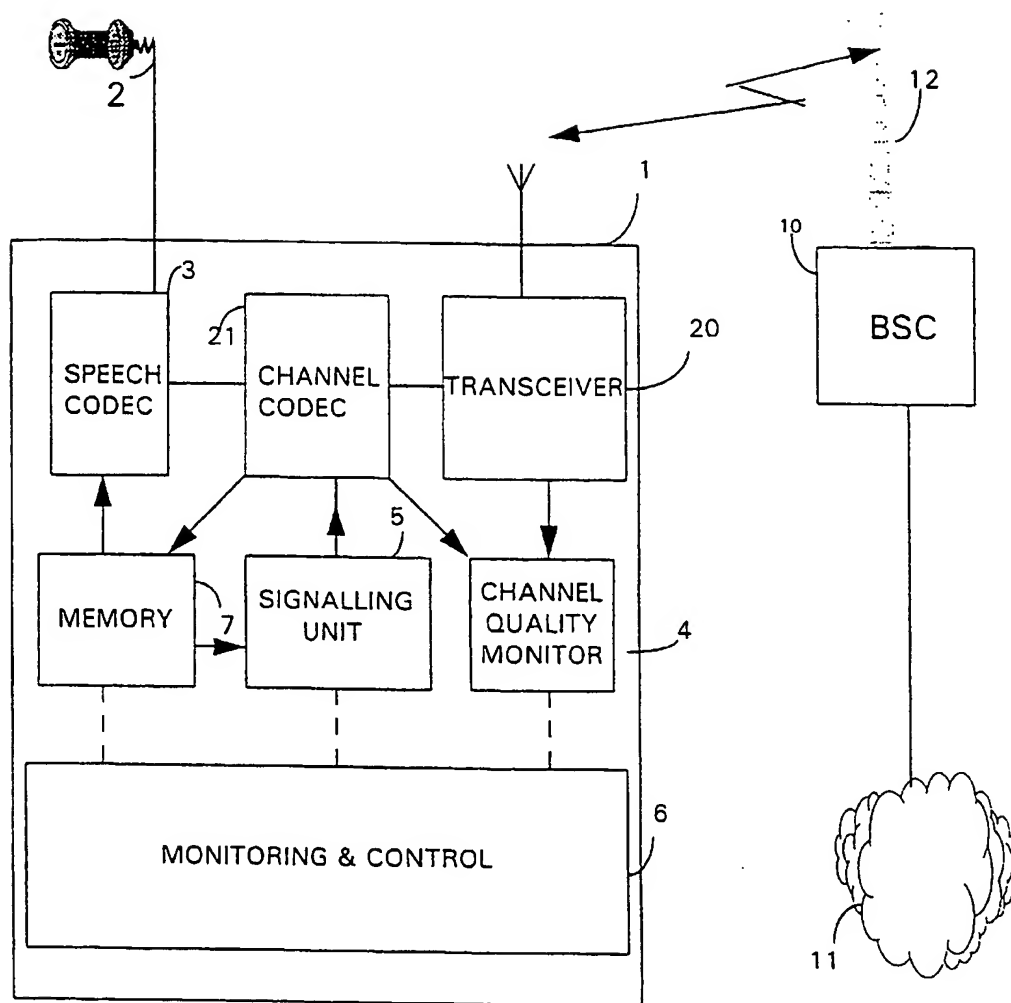 2
12
1
10
3
21
20
BSC
SPEECH
CODEC
CHANNEL
CODEC
TRANSCEIVER
5
MEMORY
7
SIGNALLING
UNIT
CHANNEL
QUALITY
MONITOR
4
6
MONITORING & CONTROL
11